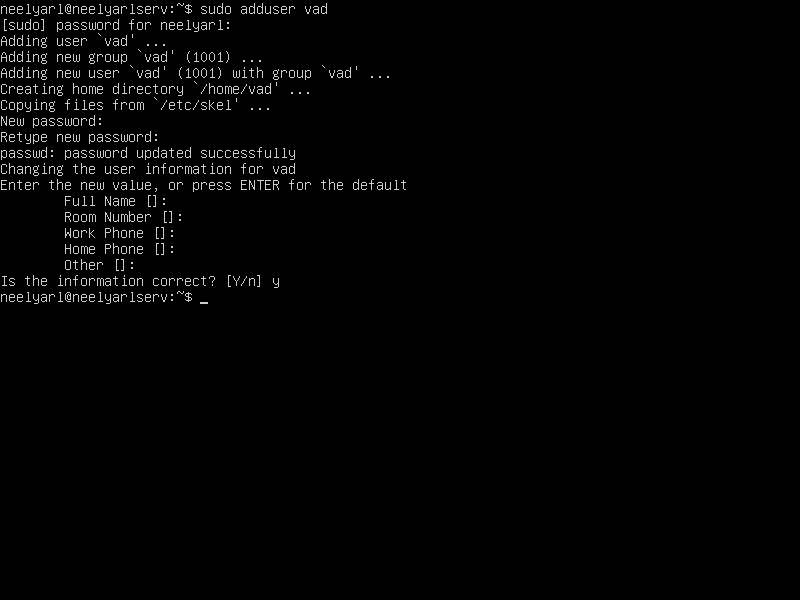 neelyarl@neelyarlserv:~$ sudo adduser vad
[sudo] password for neelyarl:
Adding user `vad' ...
Adding new group `vad' (1001) ...
Adding new user `vad' (1001) with group `vad' ...
Creating home directory `/home/vad' ...
Copying files from `/etc/skel' ...
New password:
Retype new password:
passwd: password updated successfully
Changing the user information for vad
Enter the new value, or press ENTER for the default
        Full Name []:
        Room Number []:
        Work Phone []:
        Home Phone []:
        Other []:
Is the information correct? [Y/n] y
neelyarl@neelyarlserv:~$ _